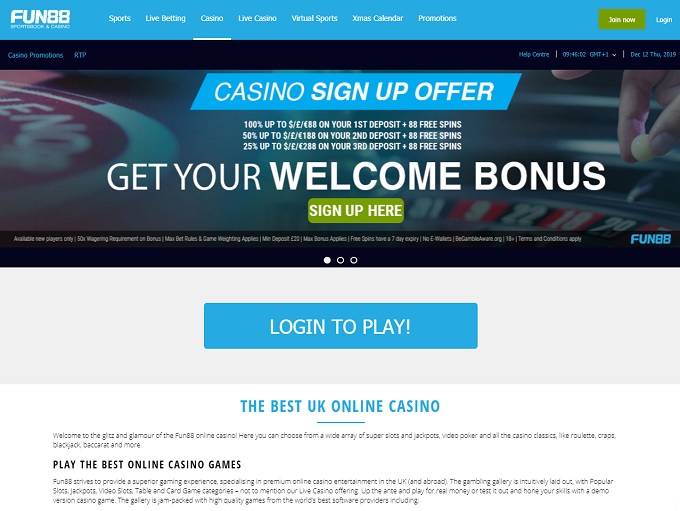 FUN88
SPORTSBOOK & CASINO
Sports Live Betting Casino Live Casino Virtual Sports Xmas Calendar Promotions Join now Login
Casino Promotions RTP Help Centre | 09:46:02 GMT+1 | Dec 12 Thu, 2019
CASINO SIGN UP OFFER
100% UP TO $/£/€88 ON YOUR 1ST DEPOSIT + 88 FREE SPINS
50% UP TO $/£/€188 ON YOUR 2ND DEPOSIT + 88 FREE SPINS
25% UP TO $/£/€288 ON YOUR 3RD DEPOSIT + 88 FREE SPINS
GET YOUR WELCOME BONUS
SIGN UP HERE
Available new players only | 50x Wagering Requirement on Bonus | Max Bet Rules & Game Weighting Applies | Min Deposit £20 | Max Bonus Applies | Free Spins have a 7 day expiry | No E-Wallets | BeGambleAware.org | 18+ | Terms and Conditions apply
FUN88
LOGIN TO PLAY!
THE BEST UK ONLINE CASINO
Welcome to the glitz and glamour of the Fun88 online casino! Here you can choose from a wide array of super slots and jackpots, video poker and all the casino classics, like roulette, craps,
blackjack, baccarat and more.
PLAY THE BEST ONLINE CASINO GAMES
Fun88 strives to provide a superior gaming experience, specialising in premium online casino entertainment in the UK (and abroad). The gambling gallery is intuitively laid out, with Popular
Slots, Jackpots, Video Slots, Table and Card Game categories – not to mention our Live Casino offering. Up the ante and play for real money or test it out and hone your skills with a demo
version casino game. The gallery is jam-packed with high quality games from the world's best software providers including: